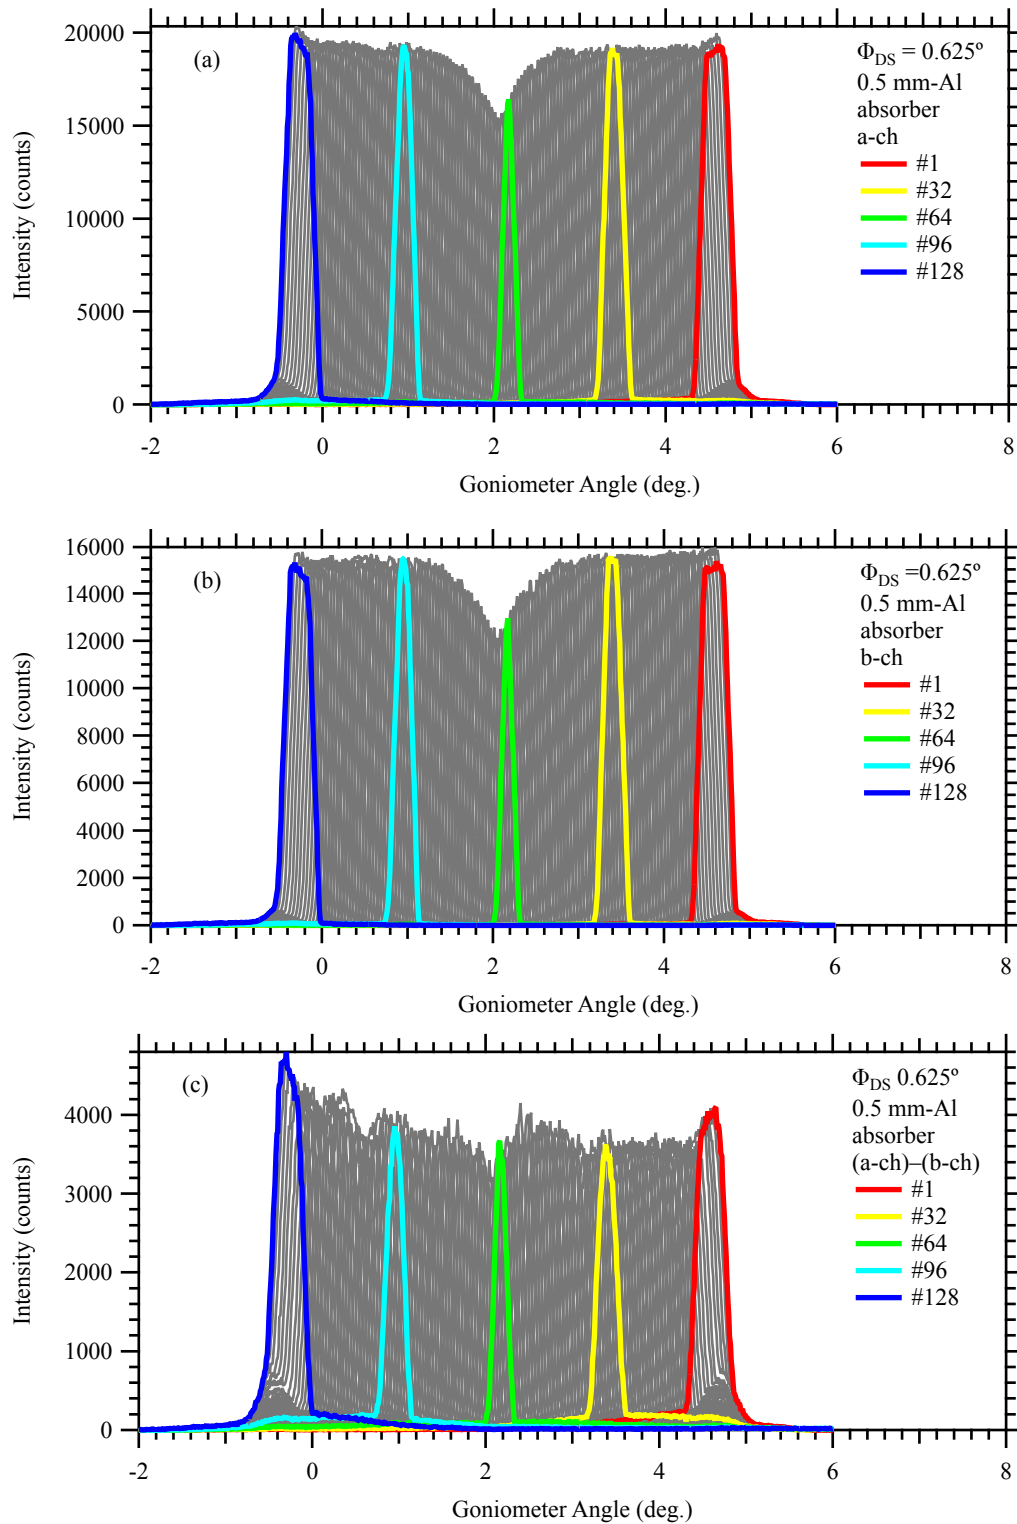 (a)
ΦDS = 0.625º
0.5 mm-Al
absorber
a-ch
#1
#32
#64
#96
#128
20000
15000
10000
5000
0
Intensity (counts)
-2 0 2 4 6 8
Goniometer Angle (deg.)
(b)
ΦDS =0.625º
0.5 mm-Al
absorber
b-ch
#1
#32
#64
#96
#128
16000
14000
12000
10000
8000
6000
4000
2000
0
Intensity (counts)
-2 0 2 4 6 8
Goniometer Angle (deg.)
(c)
ΦDS 0.625º
0.5 mm-Al
absorber
(a-ch)–(b-ch)
#1
#32
#64
#96
#128
4000
3000
2000
1000
0
Intensity (counts)
-2 0 2 4 6 8
Goniometer Angle (deg.)